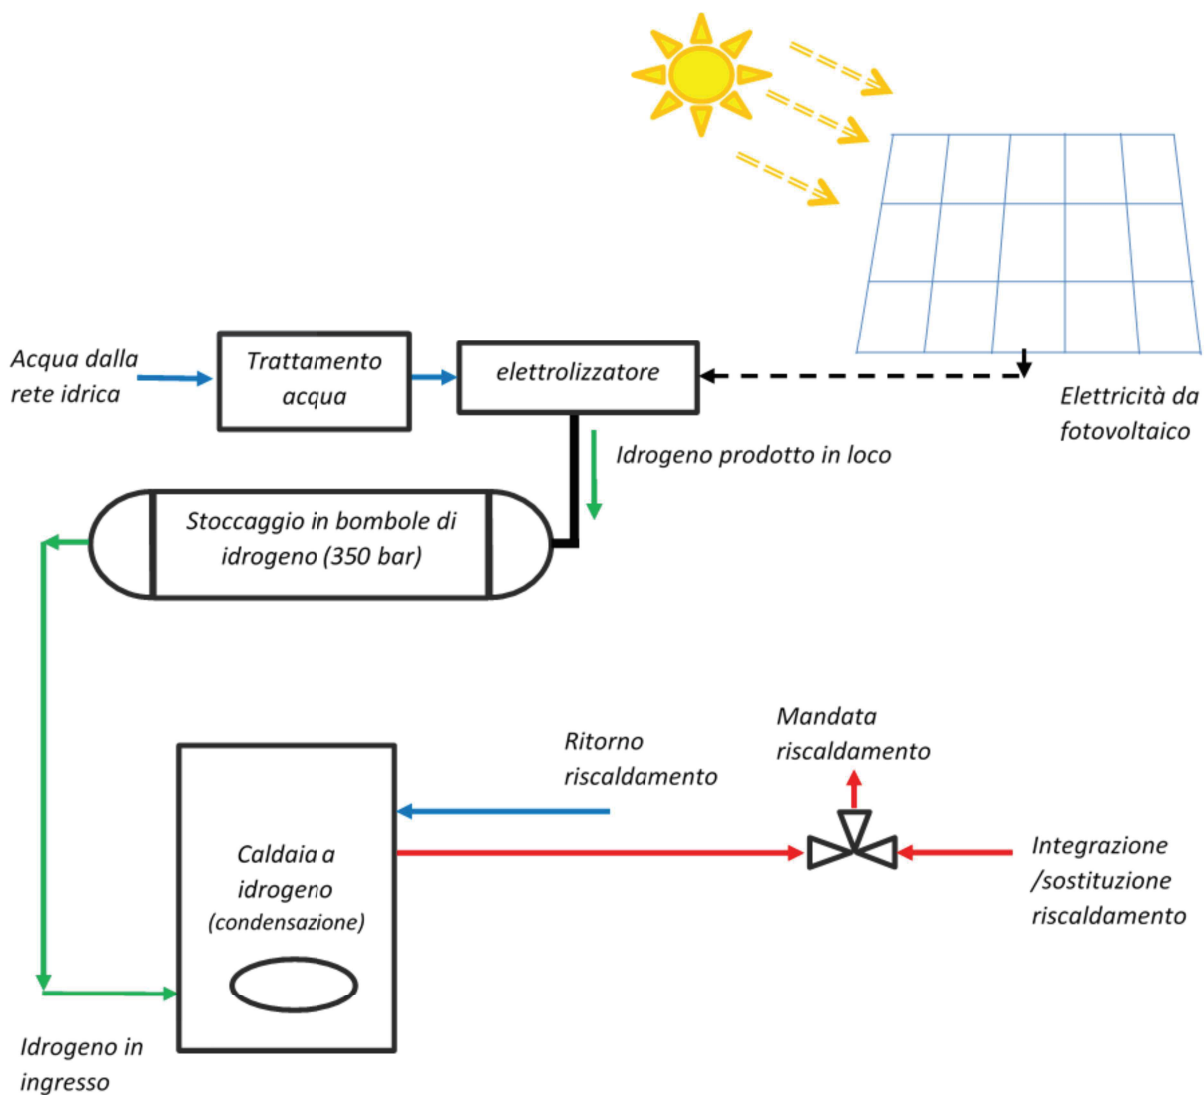 Acqua dalla
rete idrica
Trattamento
acqua
elettrolizzatore
Elettricità da
fotovoltaico
Idrogeno prodotto in loco
Stoccaggio in bombole di
idrogeno (350 bar)
Mandata
riscaldamento
Ritorno
riscaldamento
Caldaia a
idrogeno
(condensazione)
Integrazione
/sostituzione
riscaldamento
Idrogeno in
ingresso